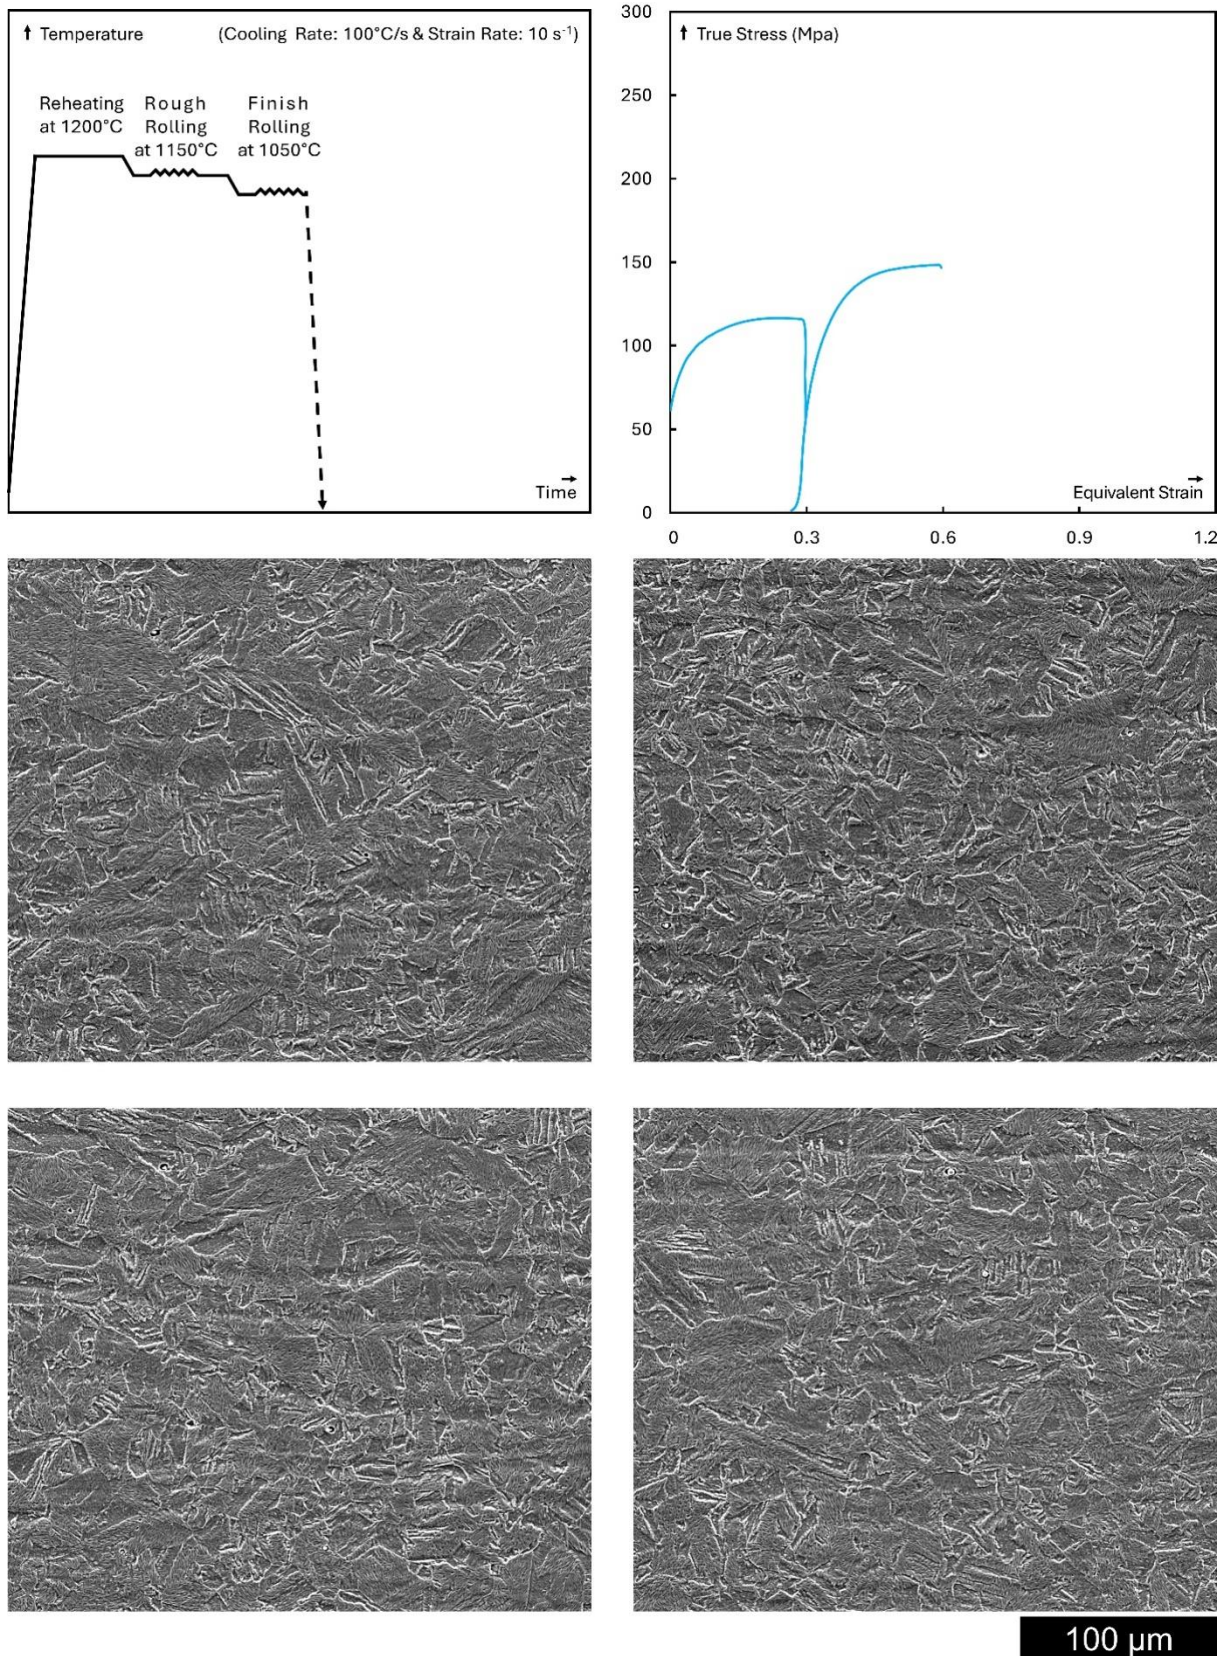 ↑ Temperature (Cooling Rate: 100°C/s & Strain Rate: 10 s⁻¹)
Reheating
at 1200°C
Rough
Rolling
at 1150°C
Finish
Rolling
at 1050°C
→
Time
300
↑ True Stress (Mpa)
250
200
150
100
50
→
Equivalent Strain
0
0 0.3 0.6 0.9 1.2
100 µm